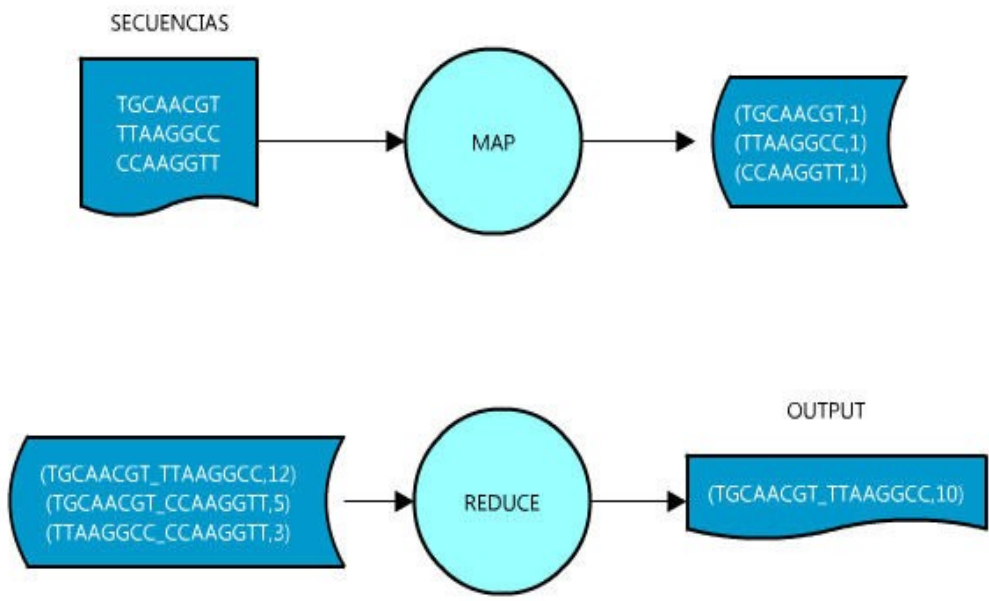 SECUENCIAS
TGCAACGT
TTAAGGCC
CCAAGGTT
MAP
(TGCAACGT,1)
(TTAAGGCC,1)
(CCAAGGTT,1)
(TGCAACGT_TTAAGGCC,12)
(TGCAACGT_CCAAGGTT,5)
(TTAAGGCC_CCAAGGTT,3)
REDUCE
OUTPUT
(TGCAACGT_TTAAGGCC,10)